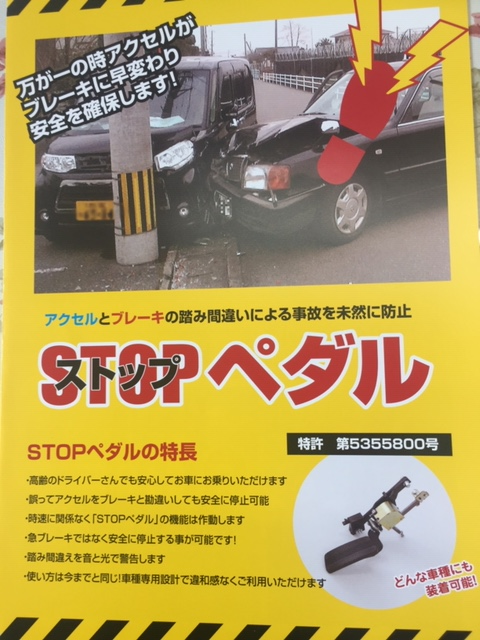 万が一の時アクセルが
ブレーキに早変わり
安全を確保します!
アクセルとブレーキの踏み間違いによる事故を未然に防止
STOP
ストップ
ペダル
特許 第5355800号
STOPペダルの特長
・高齢のドライバーさんでも安心してお車にお乗りいただけます
・誤ってアクセルをブレーキと勘違いしても安全に停止可能
・時速に関係なく「STOPペダル」の機能は作動します
・急ブレーキではなく安全に停止する事が可能です!
・踏み間違えを音と光で警告します
・使い方は今までと同じ!車種専用設計で違和感なくご利用いただけます
どんな車種にも
装着可能!